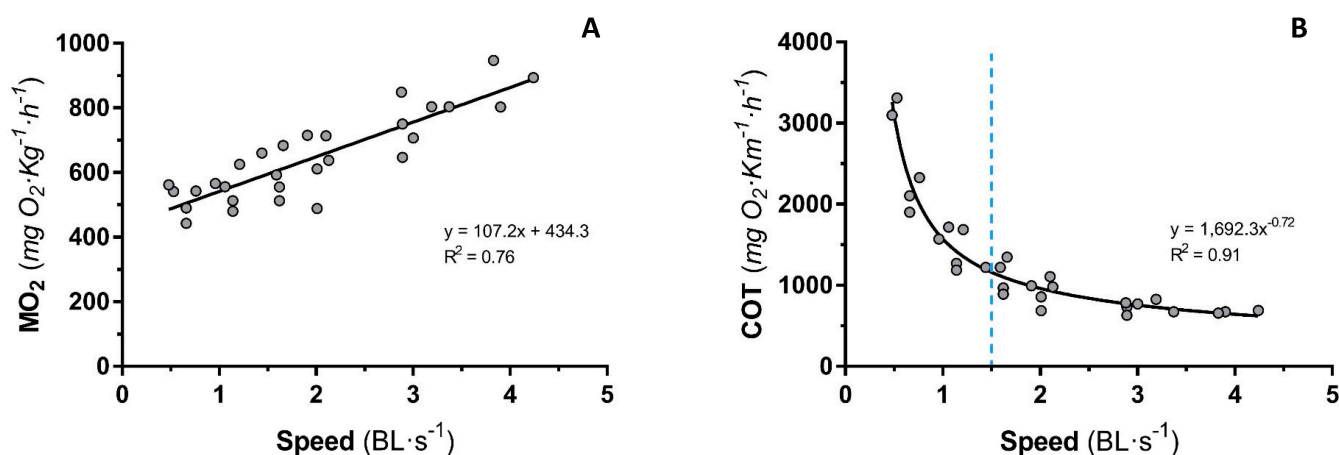 A
1000
800
600
400
200
0
0 1 2 3 4 5
MO2 (mg O2·Kg-1·h-1)
Speed (BL·s-1)
y = 107.2x + 434.3
R2 = 0.76
B
4000
3000
2000
1000
0
0 1 2 3 4 5
COT (mg O2·Km-1·h-1)
Speed (BL·s-1)
y = 1,692.3x-0.72
R2 = 0.91